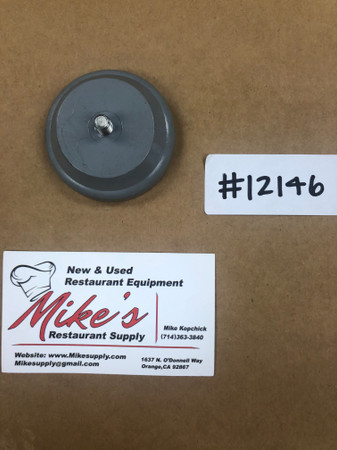 #12146
New & Used
Restaurant Equipment
Mike's
Restaurant Supply
Mike Kopchick
(714)363-3840
Website: www.Mikesupply.com
Mikesupply@gmail.com
1637 N. O'Donnell Way
Orange,CA 92867